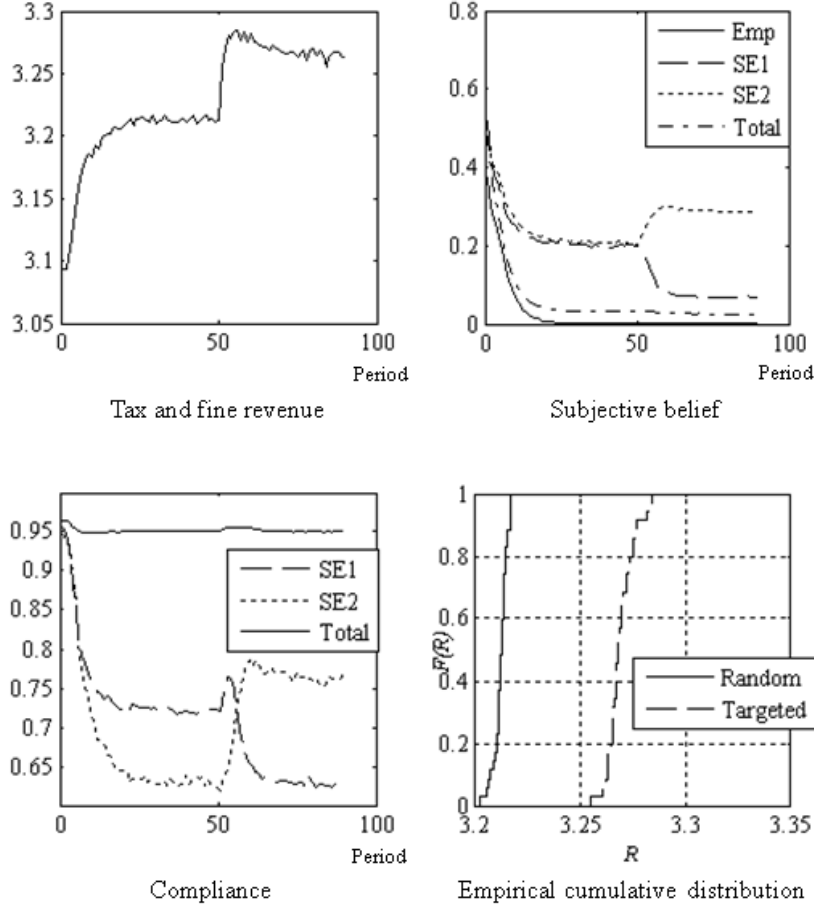 3.3
3.25
3.2
3.15
3.1
3.05
0
50
100
Period
Tax and fine revenue
0.8
0.6
0.4
0.2
0
Emp
SE1
SE2
Total
0
50
100
Period
Subjective belief
0.95
0.9
0.85
0.8
0.75
0.7
0.65
SE1
SE2
Total
0
50
100
Period
Compliance
1
0.8
0.6
0.4
0.2
0
F(R)
Random
Targeted
3.2
3.25
3.3
3.35
R
Empirical cumulative distribution